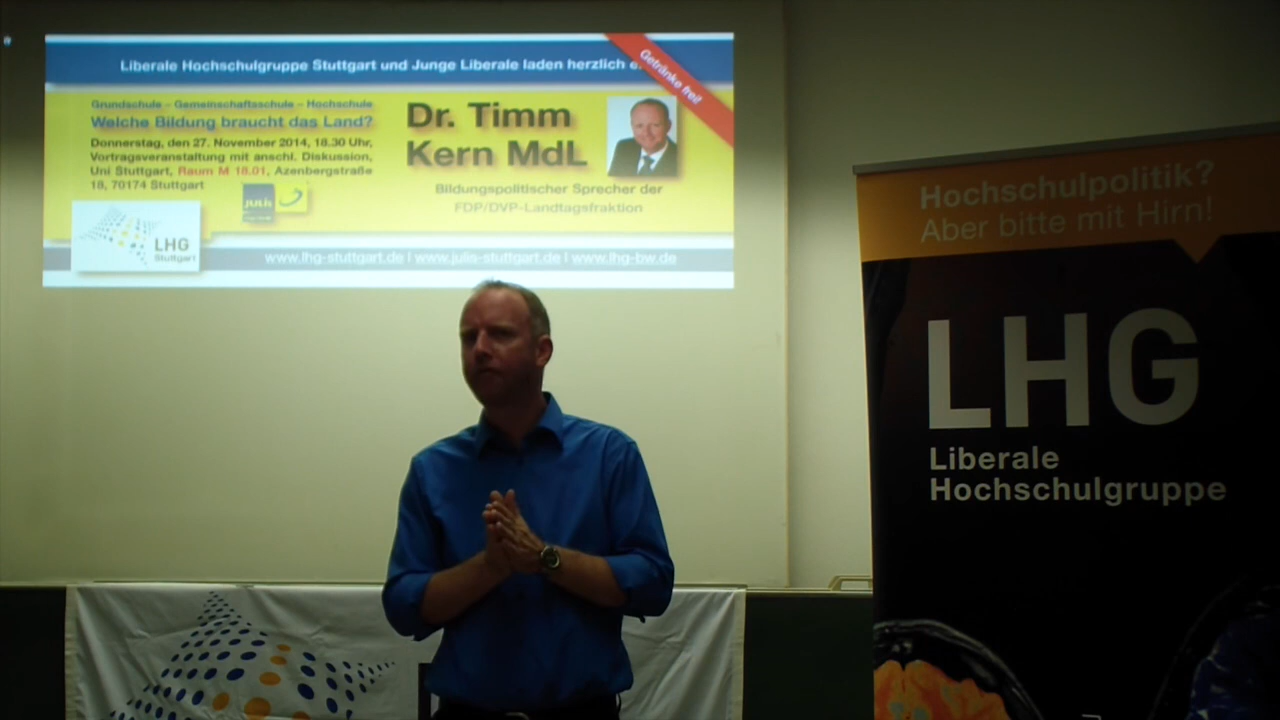 Liberale Hochschulgruppe Stuttgart und Junge Liberale laden herzlich
Getränke frei!
Grundschule – Gemeinschaftsschule – Hochschule
Welche Bildung braucht das Land?
Donnerstag, den 27. November 2014, 18.30 Uhr,
Vortragsveranstaltung mit anschl. Diskussion,
Uni Stuttgart, Raum M 18.01, Azenbergstraße
18, 70174 Stuttgart
Dr. Timm
Kern MdL
Bildungspolitischer Sprecher der
FDP/DVP-Landtagsfraktion
JULIS
LHG
Stuttgart
www.lhg-stuttgart.de | www.julis-stuttgart.de | www.lhg-bw.de
Hochschulpolitik?
Aber bitte mit Hirn!
LHG
Liberale
Hochschulgruppe